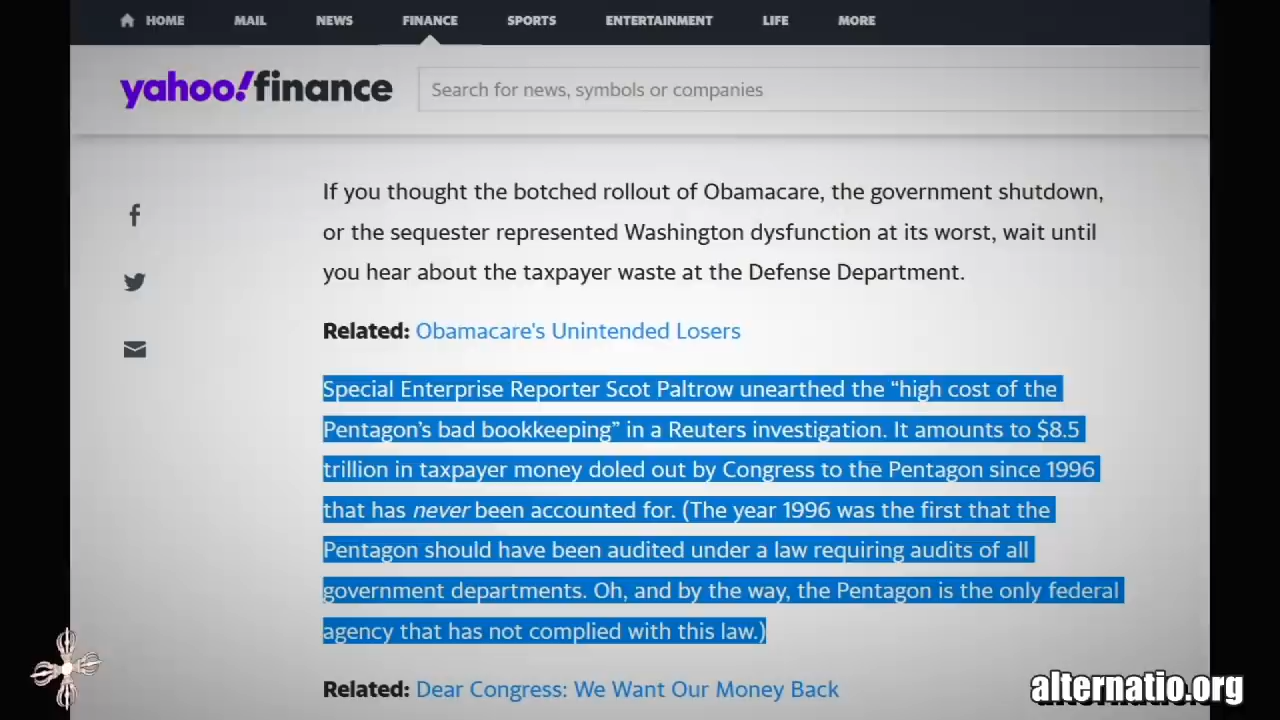 HOME MAIL NEWS FINANCE SPORTS ENTERTAINMENT LIFE MORE
yahoo!finance
Search for news, symbols or companies
If you thought the botched rollout of Obamacare, the government shutdown,
or the sequester represented Washington dysfunction at its worst, wait until
you hear about the taxpayer waste at the Defense Department.
Related: Obamacare's Unintended Losers
Special Enterprise Reporter Scot Paltrow unearthed the “high cost of the
Pentagon’s bad bookkeeping” in a Reuters investigation. It amounts to $8.5
trillion in taxpayer money doled out by Congress to the Pentagon since 1996
that has never been accounted for. (The year 1996 was the first that the
Pentagon should have been audited under a law requiring audits of all
government departments. Oh, and by the way, the Pentagon is the only federal
agency that has not complied with this law.)
Related: Dear Congress: We Want Our Money Back
alternatio.org